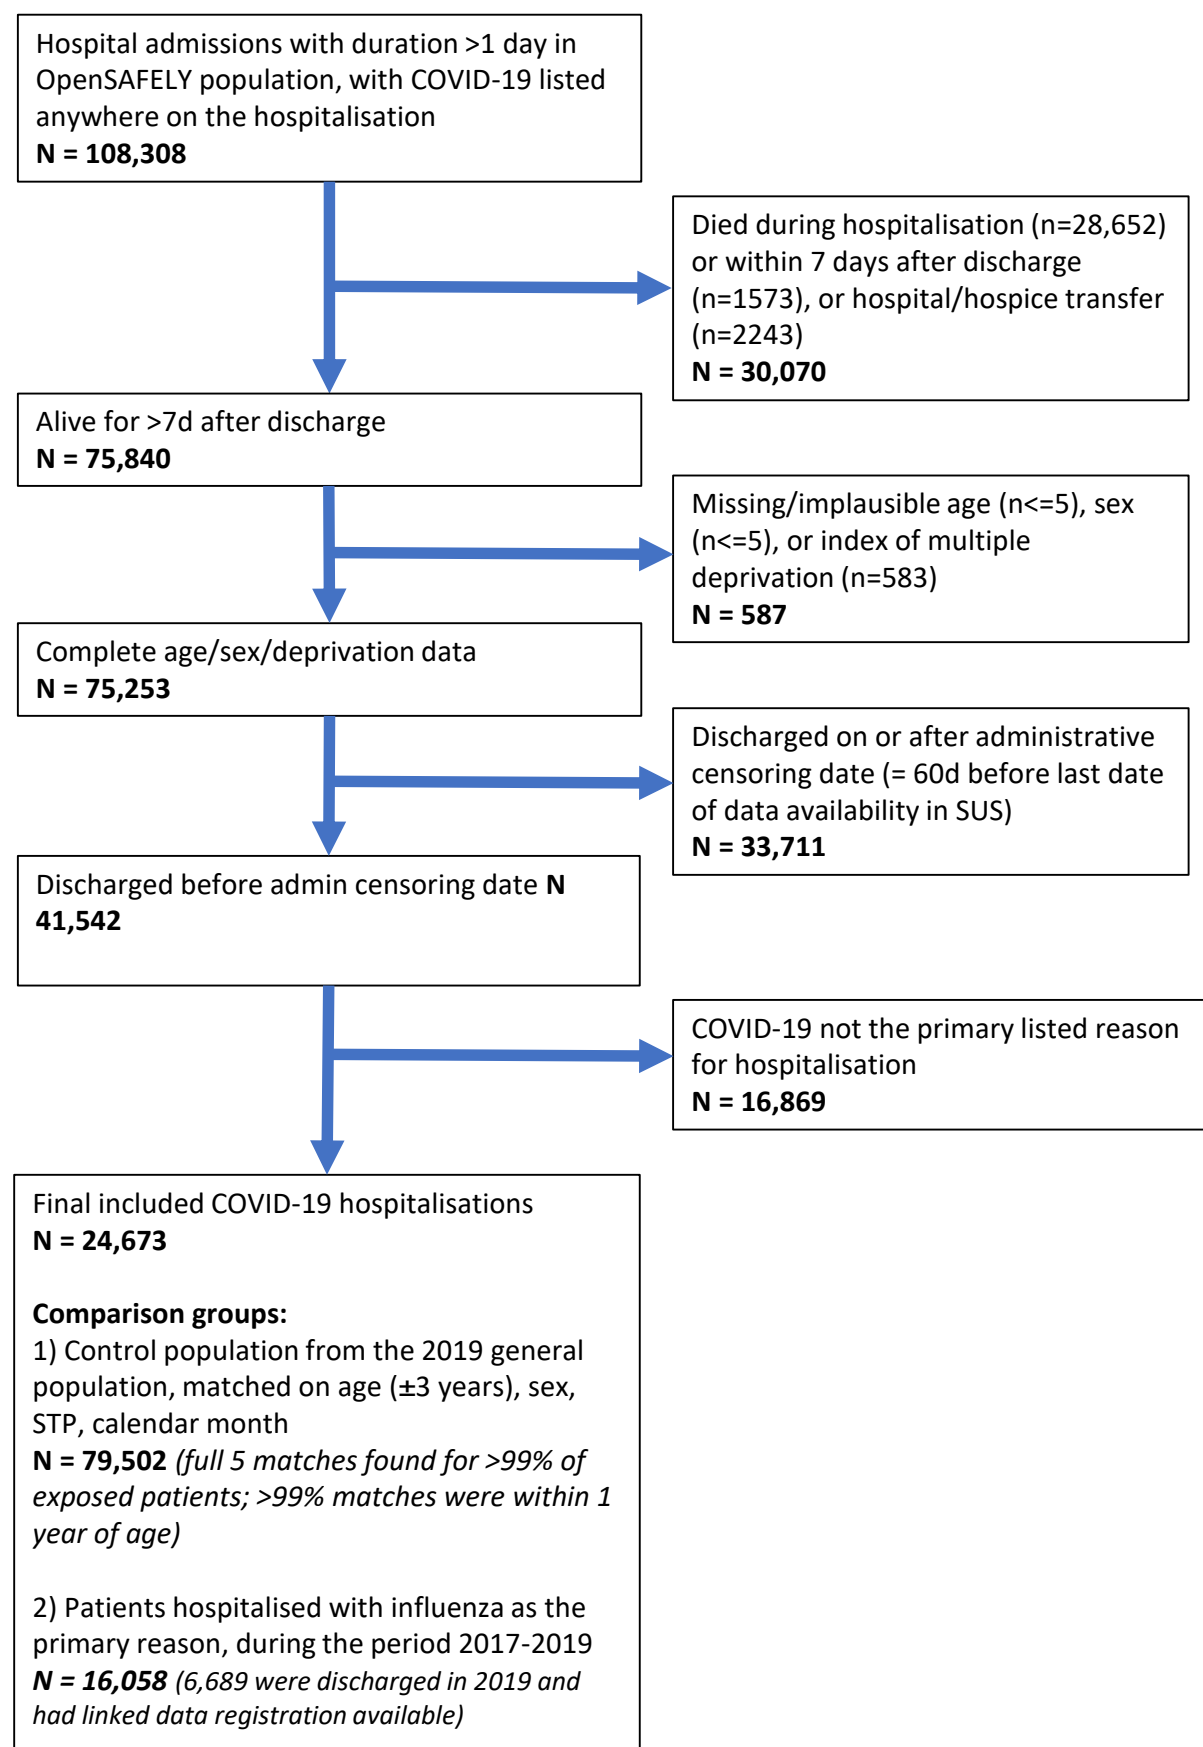 Hospital admissions with duration >1 day in
OpenSAFELY population, with COVID-19 listed
anywhere on the hospitalisation
N = 108,308
Died during hospitalisation (n=28,652)
or within 7 days after discharge
(n=1573), or hospital/hospice transfer
(n=2243)
N = 30,070
Alive for >7d after discharge
N = 75,840
Missing/implausible age (n<=5), sex
(n<=5), or index of multiple
deprivation (n=583)
N = 587
Complete age/sex/deprivation data
N = 75,253
Discharged on or after administrative
censoring date (= 60d before last date
of data availability in SUS)
N = 33,711
Discharged before admin censoring date N
41,542
COVID-19 not the primary listed reason
for hospitalisation
N = 16,869
Final included COVID-19 hospitalisations
N = 24,673
Comparison groups:
1) Control population from the 2019 general
population, matched on age (±3 years), sex,
STP, calendar month
N = 79,502 (full 5 matches found for >99% of
exposed patients; >99% matches were within 1
year of age)
2) Patients hospitalised with influenza as the
primary reason, during the period 2017-2019
N = 16,058 (6,689 were discharged in 2019 and
had linked data registration available)